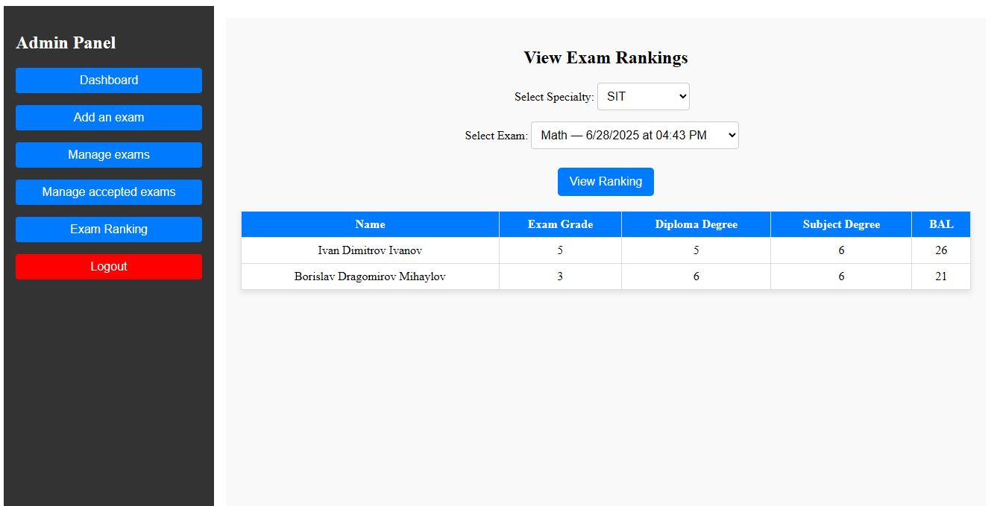 Admin Panel
Dashboard
Add an exam
Manage exams
Manage accepted exams
Exam Ranking
Logout
View Exam Rankings
Select Specialty: SIT
Select Exam: Math — 6/28/2025 at 04:43 PM
View Ranking
Name Exam Grade Diploma Degree Subject Degree BAL
Ivan Dimitrov Ivanov 5 5 6 26
Borislav Dragomirov Mihaylov 3 6 6 21